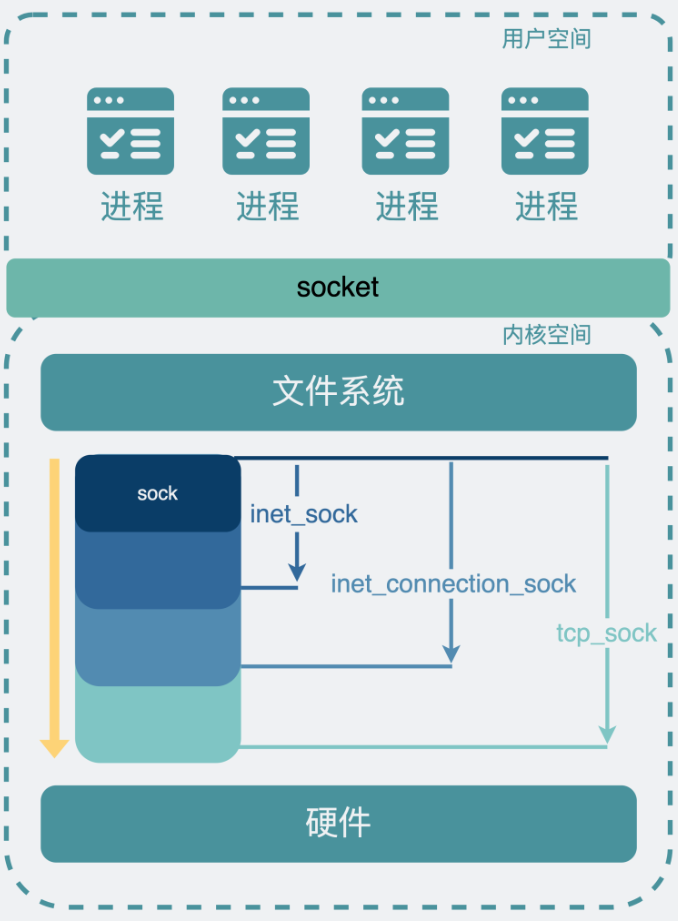 用户空间
进程 进程 进程 进程
socket
内核空间
文件系统
sock
inet_sock
inet_connection_sock
tcp_sock
硬件